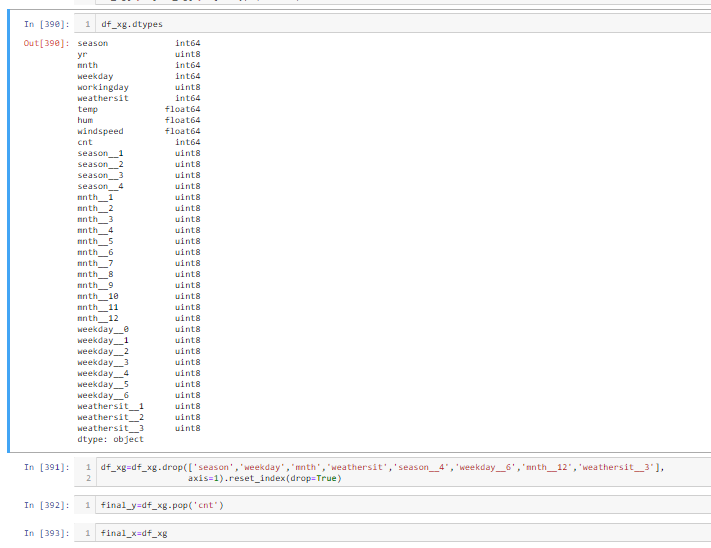 In [390]: 1 df_xg.dtypes
Out[390]: season int64
yr uint8
mnth int64
weekday int64
workingday uint8
weathersit int64
temp float64
hum float64
windspeed float64
cnt int64
season__1 uint8
season__2 uint8
season__3 uint8
season__4 uint8
mnth__1 uint8
mnth__2 uint8
mnth__3 uint8
mnth__4 uint8
mnth__5 uint8
mnth__6 uint8
mnth__7 uint8
mnth__8 uint8
mnth__9 uint8
mnth__10 uint8
mnth__11 uint8
mnth__12 uint8
weekday__0 uint8
weekday__1 uint8
weekday__2 uint8
weekday__3 uint8
weekday__4 uint8
weekday__5 uint8
weekday__6 uint8
weathersit__1 uint8
weathersit__2 uint8
weathersit__3 uint8
dtype: object
In [391]: 1 df_xg=df_xg.drop(['season','weekday','mnth','weathersit','season__4','weekday__6','mnth__12','weathersit__3'],
2 axis=1).reset_index(drop=True)
In [392]: 1 final_y=df_xg.pop('cnt')
In [393]: 1 final_x=df_xg